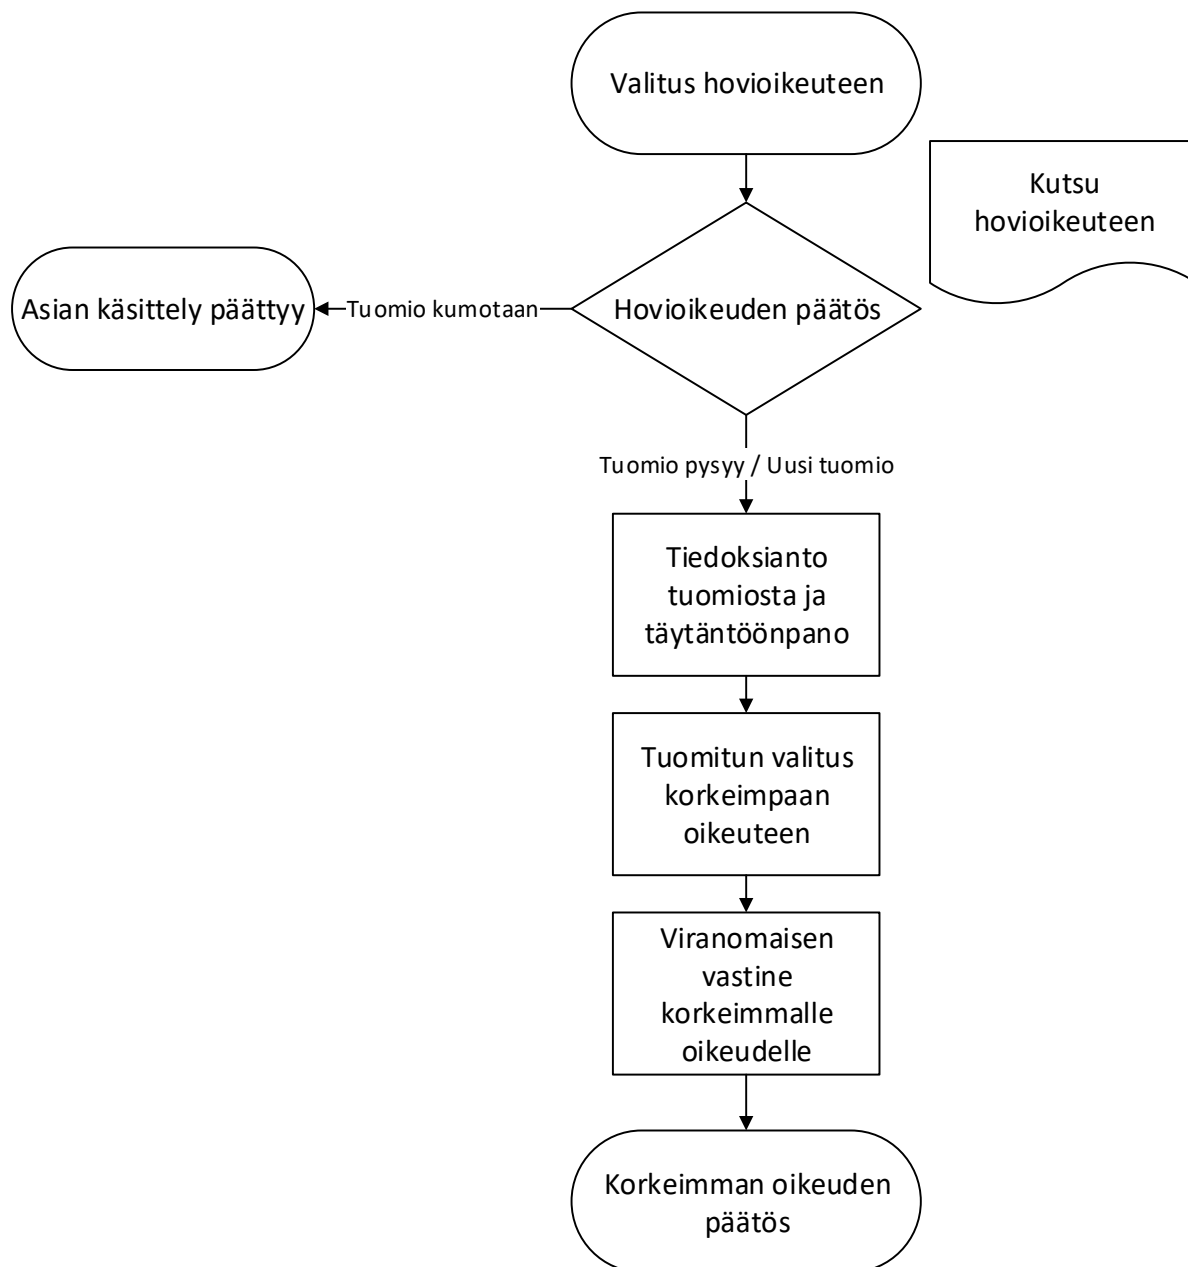 Valitus hovioikeuteen
Kutsu
hovioikeuteen
Asian käsittely päättyy
Tuomio kumotaan
Hovioikeuden päätös
Tuomio pysyy / Uusi tuomio
Tiedoksianto
tuomiosta ja
täytäntöönpano
Tuomitun valitus
korkeimpaan
oikeuteen
Viranomaisen
vastine
korkeimmalle
oikeudelle
Korkeimman oikeuden
päätös